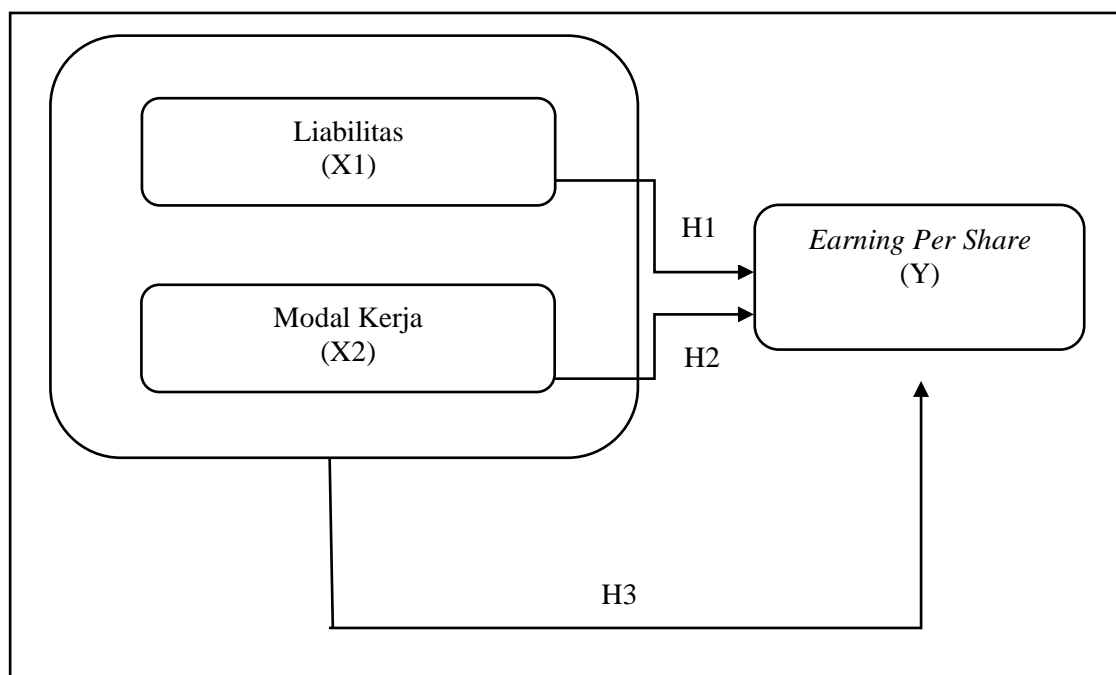 Liabilitas
(X1)
H1
Earning Per Share
(Y)
Modal Kerja
(X2)
H2
H3